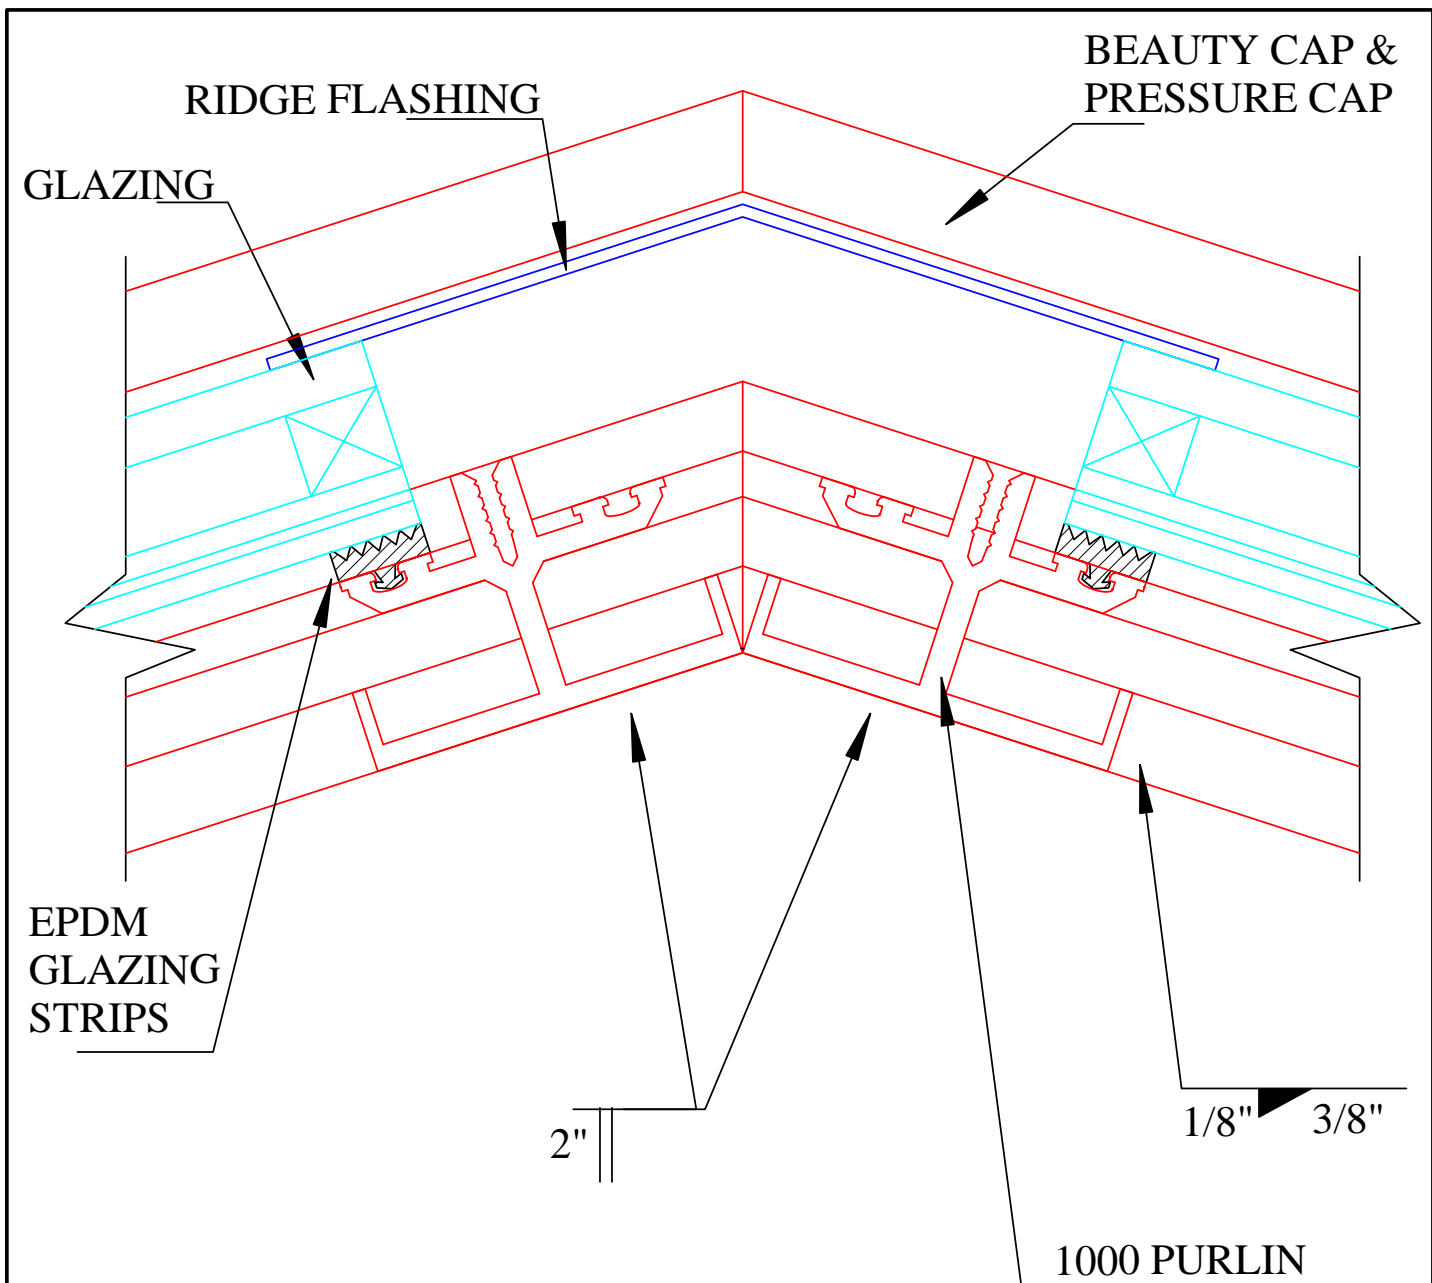 BEAUTY CAP &
PRESSURE CAP
RIDGE FLASHING
GLAZING
EPDM
GLAZING
STRIPS
2"
1/8" 3/8"
1000 PURLIN